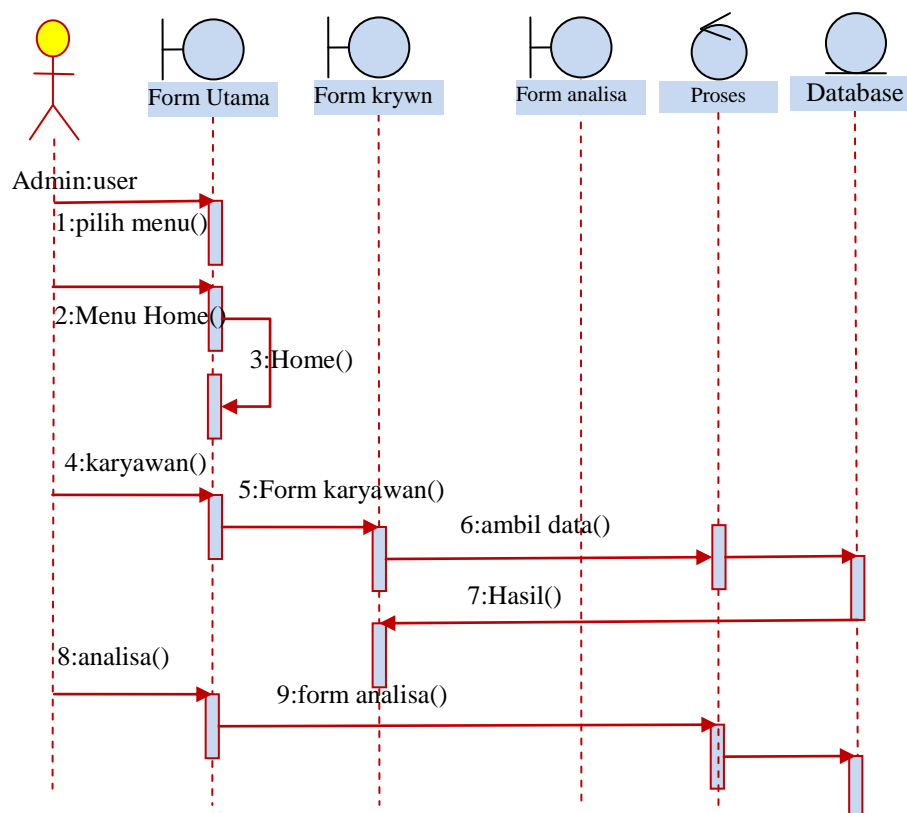 Form Utama
Form krywn
Form analisa
Proses
Database
Admin:user
1:pilih menu()
2:Menu Home()
3:Home()
4:karyawan()
5:Form karyawan()
6:ambil data()
7:Hasil()
8:analisa()
9:form analisa()